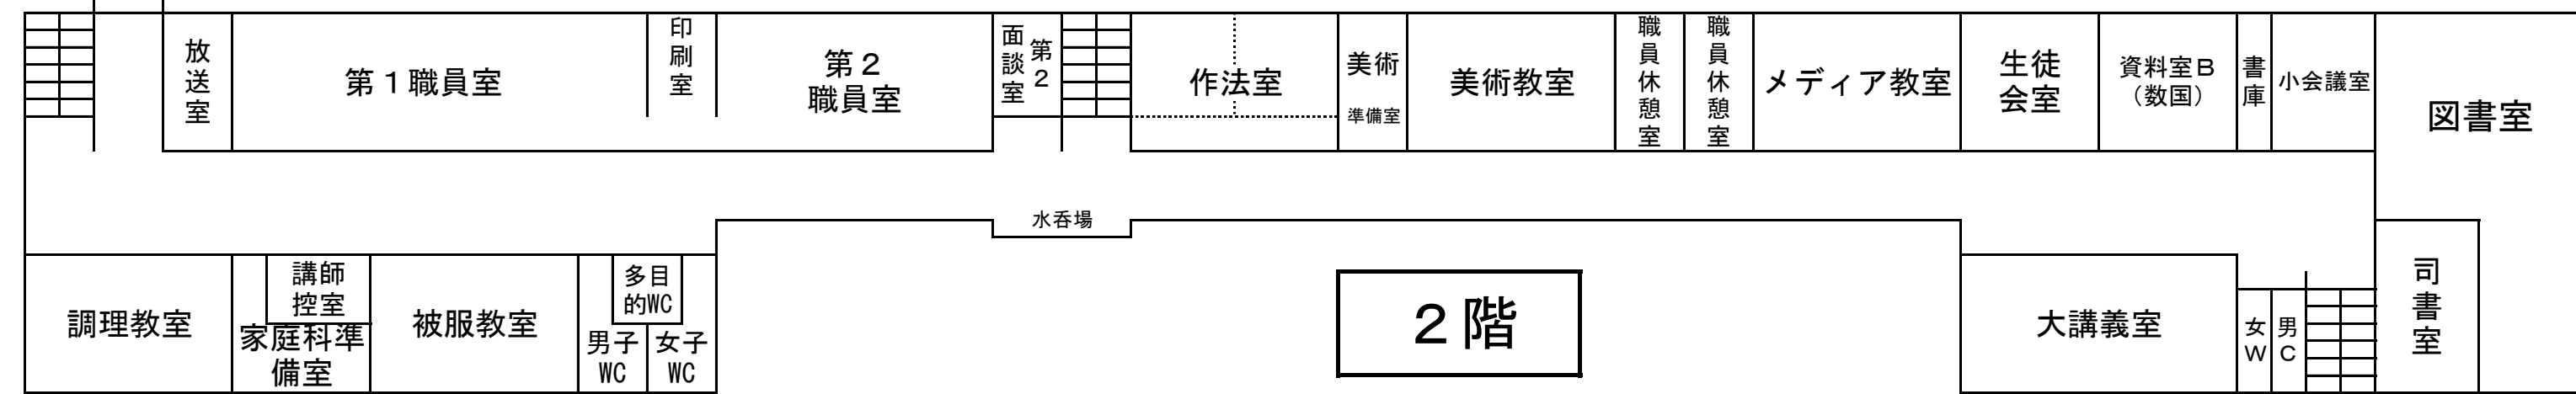 放送室
第１職員室
印刷室
第２
職員室
第２
面談室
作法室
美術
準備室
美術教室
職員休憩室
職員休憩室
メディア教室
生徒
会室
資料室Ｂ
（数国）
書庫
小会議室
図書室
水呑場
調理教室
講師
控室
家庭科準
備室
被服教室
多目
的WC
男子
WC
女子
WC
２階
大講義室
女 男
Ｗ Ｃ
司書室